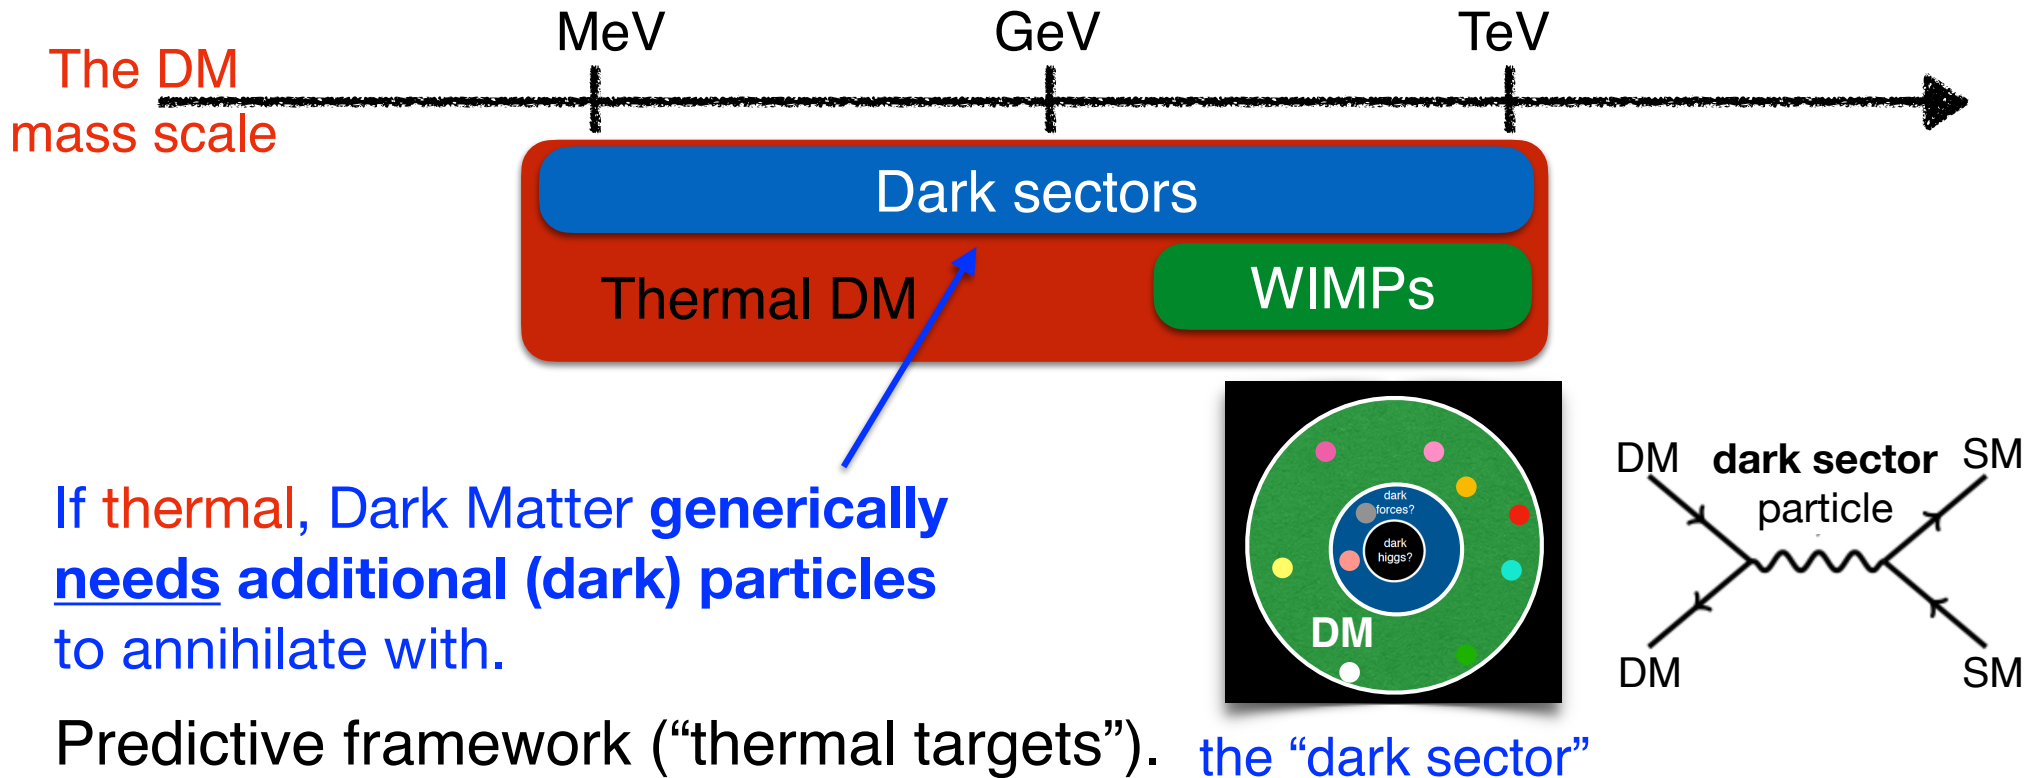 MeV GeV TeV
The DM
mass scale
Dark sectors
Thermal DM
WIMPs
If thermal, Dark Matter generically
needs additional (dark) particles
to annihilate with.
Predictive framework (“thermal targets”).
dark
forces?
dark
higgs?
DM
the “dark sector”
DM dark sector SM
particle
DM SM